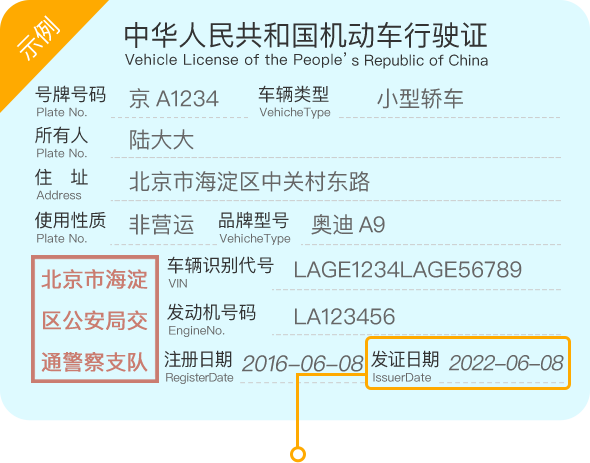 示例
中华人民共和国机动车行驶证
Vehicle License of the People's Republic of China
号牌号码 京 A1234 车辆类型 小型轿车
Plate No. VehicheType
所有人 陆大大
Plate No.
住 址 北京市海淀区中关村东路
Address
使用性质 非营运 品牌型号 奥迪 A9
Plate No. VehicheType
北京市海淀
区公安局交
通警察支队
车辆识别代号 LAGE1234LAGE56789
VIN
发动机号码 LA123456
EngineNo.
注册日期 2016-06-08 发证日期 2022-06-08
RegisterDate IssuerDate